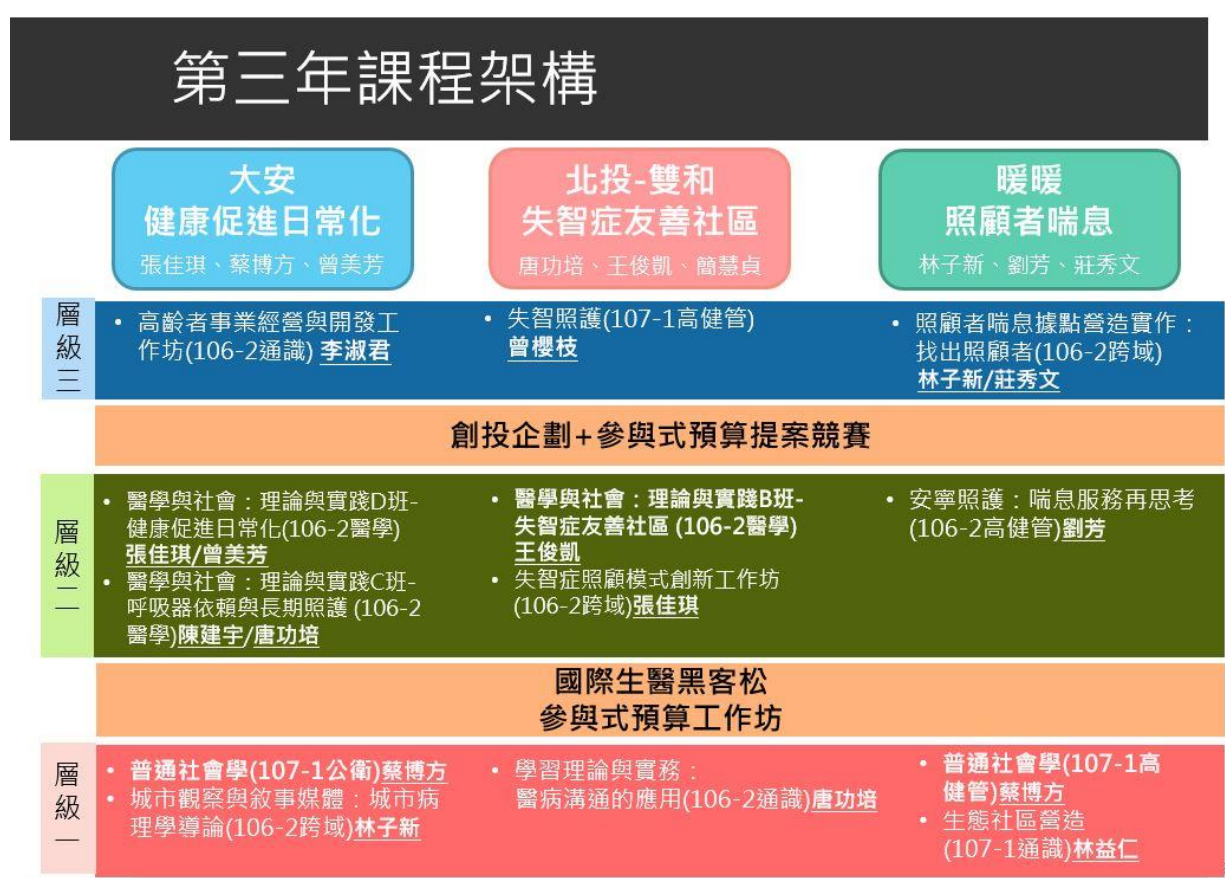 第三年課程架構
大安
健康促進日常化
張佳琪、蔡博方、曾美芳
北投-雙和
失智症友善社區
唐功培、王俊凱、簡慧貞
暖暖
照顧者喘息
林子新、劉芳、莊秀文
層級三
• 高齡者事業經營與開發工
作坊(106-2通識) 李淑君
• 失智照護(107-1高健管)
曾櫻枝
• 照顧者喘息據點營造實作：
找出照顧者(106-2跨域)
林子新/莊秀文
創投企劃+參與式預算提案競賽
層級二
• 醫學與社會：理論與實踐D班-
健康促進日常化(106-2醫學)
張佳琪/曾美芳
• 醫學與社會：理論與實踐C班-
呼吸器依賴與長期照護 (106-2
醫學)陳建宇/唐功培
• 醫學與社會：理論與實踐B班-
失智症友善社區 (106-2醫學)
王俊凱
• 失智症照顧模式創新工作坊
(106-2跨域)張佳琪
• 安寧照護：喘息服務再思考
(106-2高健管)劉芳
國際生醫黑客松
參與式預算工作坊
層級一
• 普通社會學(107-1公衛)蔡博方
• 城市觀察與敘事媒體：城市病
理學導論(106-2跨域)林子新
• 學習理論與實務：
醫病溝通的應用(106-2通識)唐功培
• 普通社會學(107-1高
健管)蔡博方
• 生態社區營造
(107-1通識)林益仁